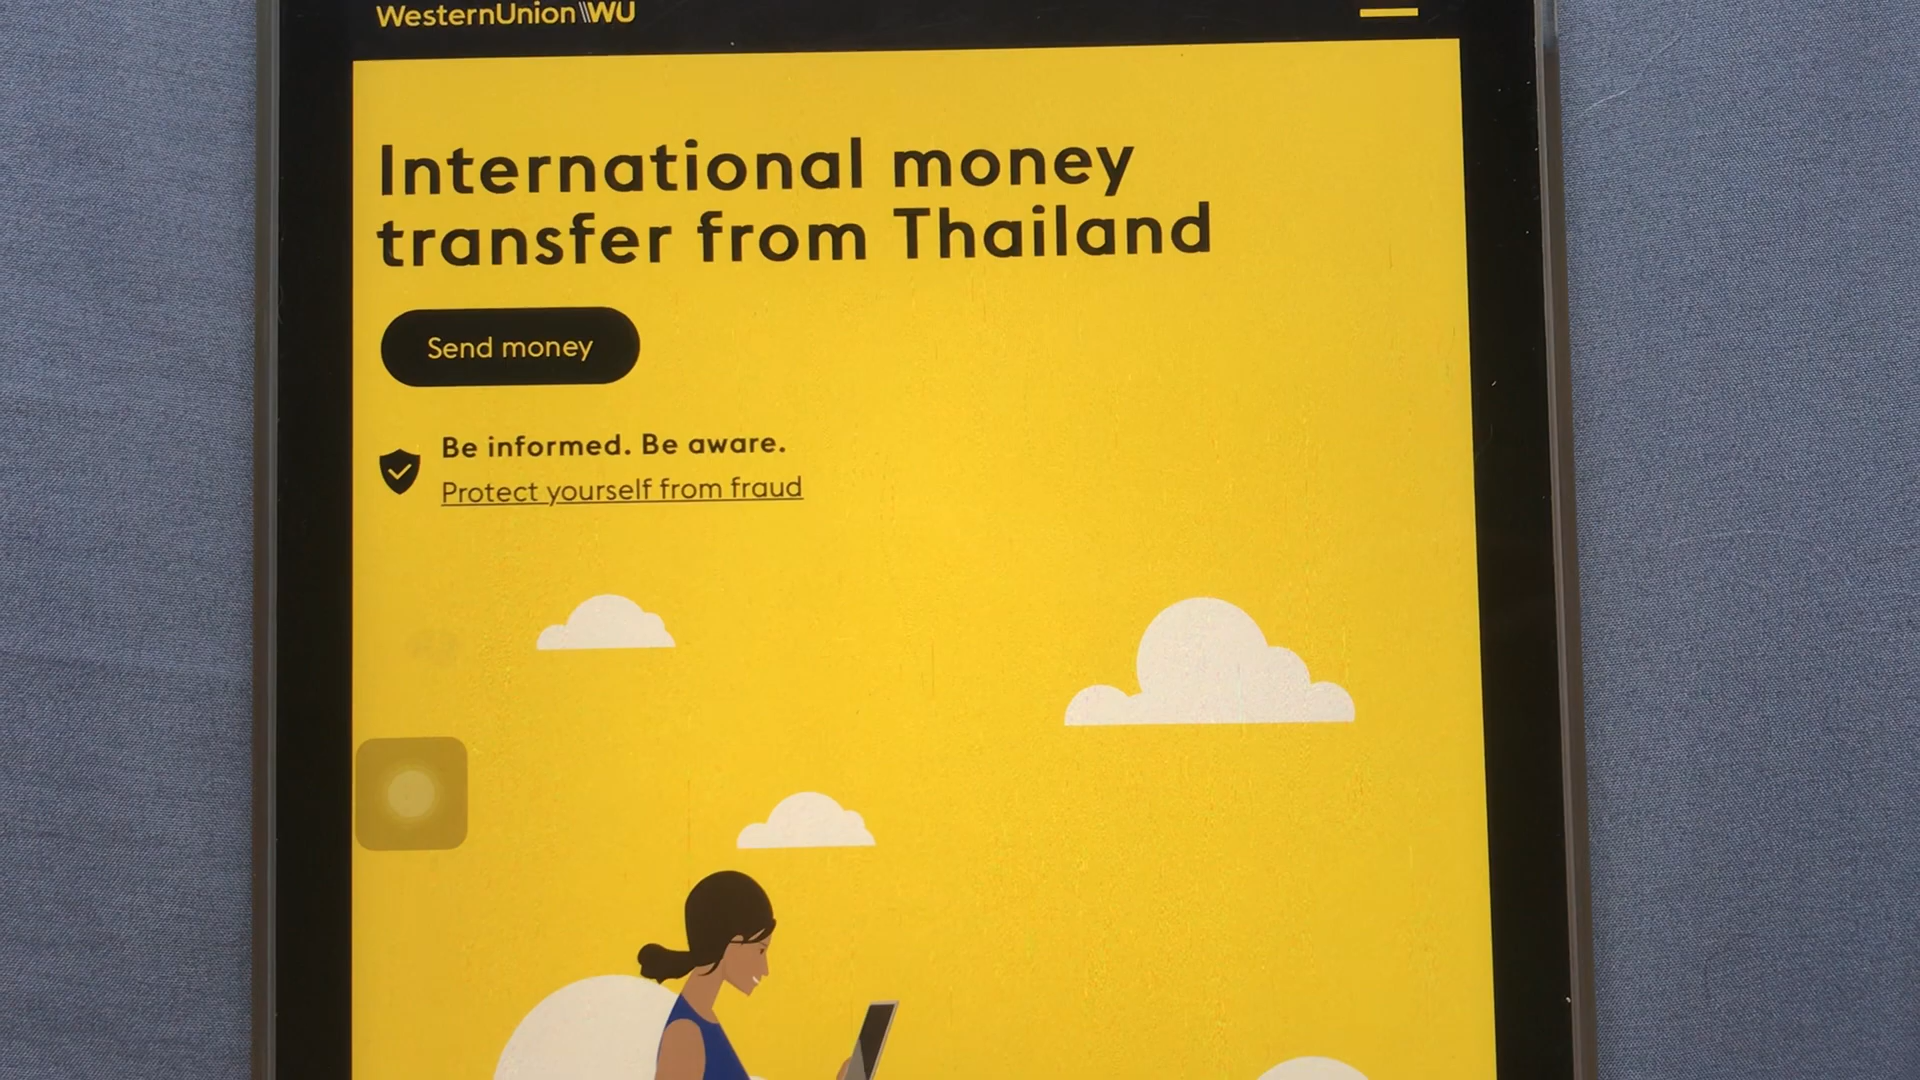 WesternUnion \\WU
International money
transfer from Thailand
Send money
Be informed. Be aware.
Protect yourself from fraud